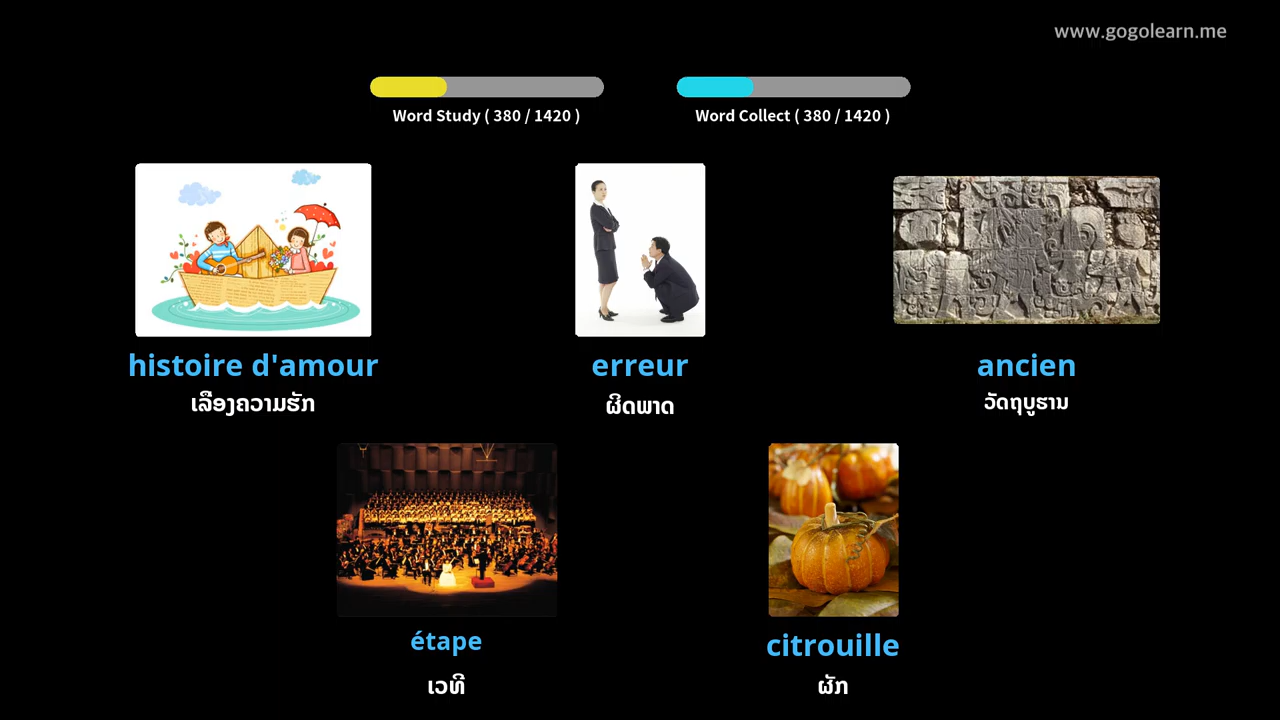 www.gogolearn.me
Word Study ( 380 / 1420 )
Word Collect ( 380 / 1420 )
histoire d'amour
ເລື່ອງຄວາມຮັກ
erreur
ຜິດພາດ
ancien
ວັດຖຸບູຮານ
étape
ເວທີ
citrouille
ຜັກ